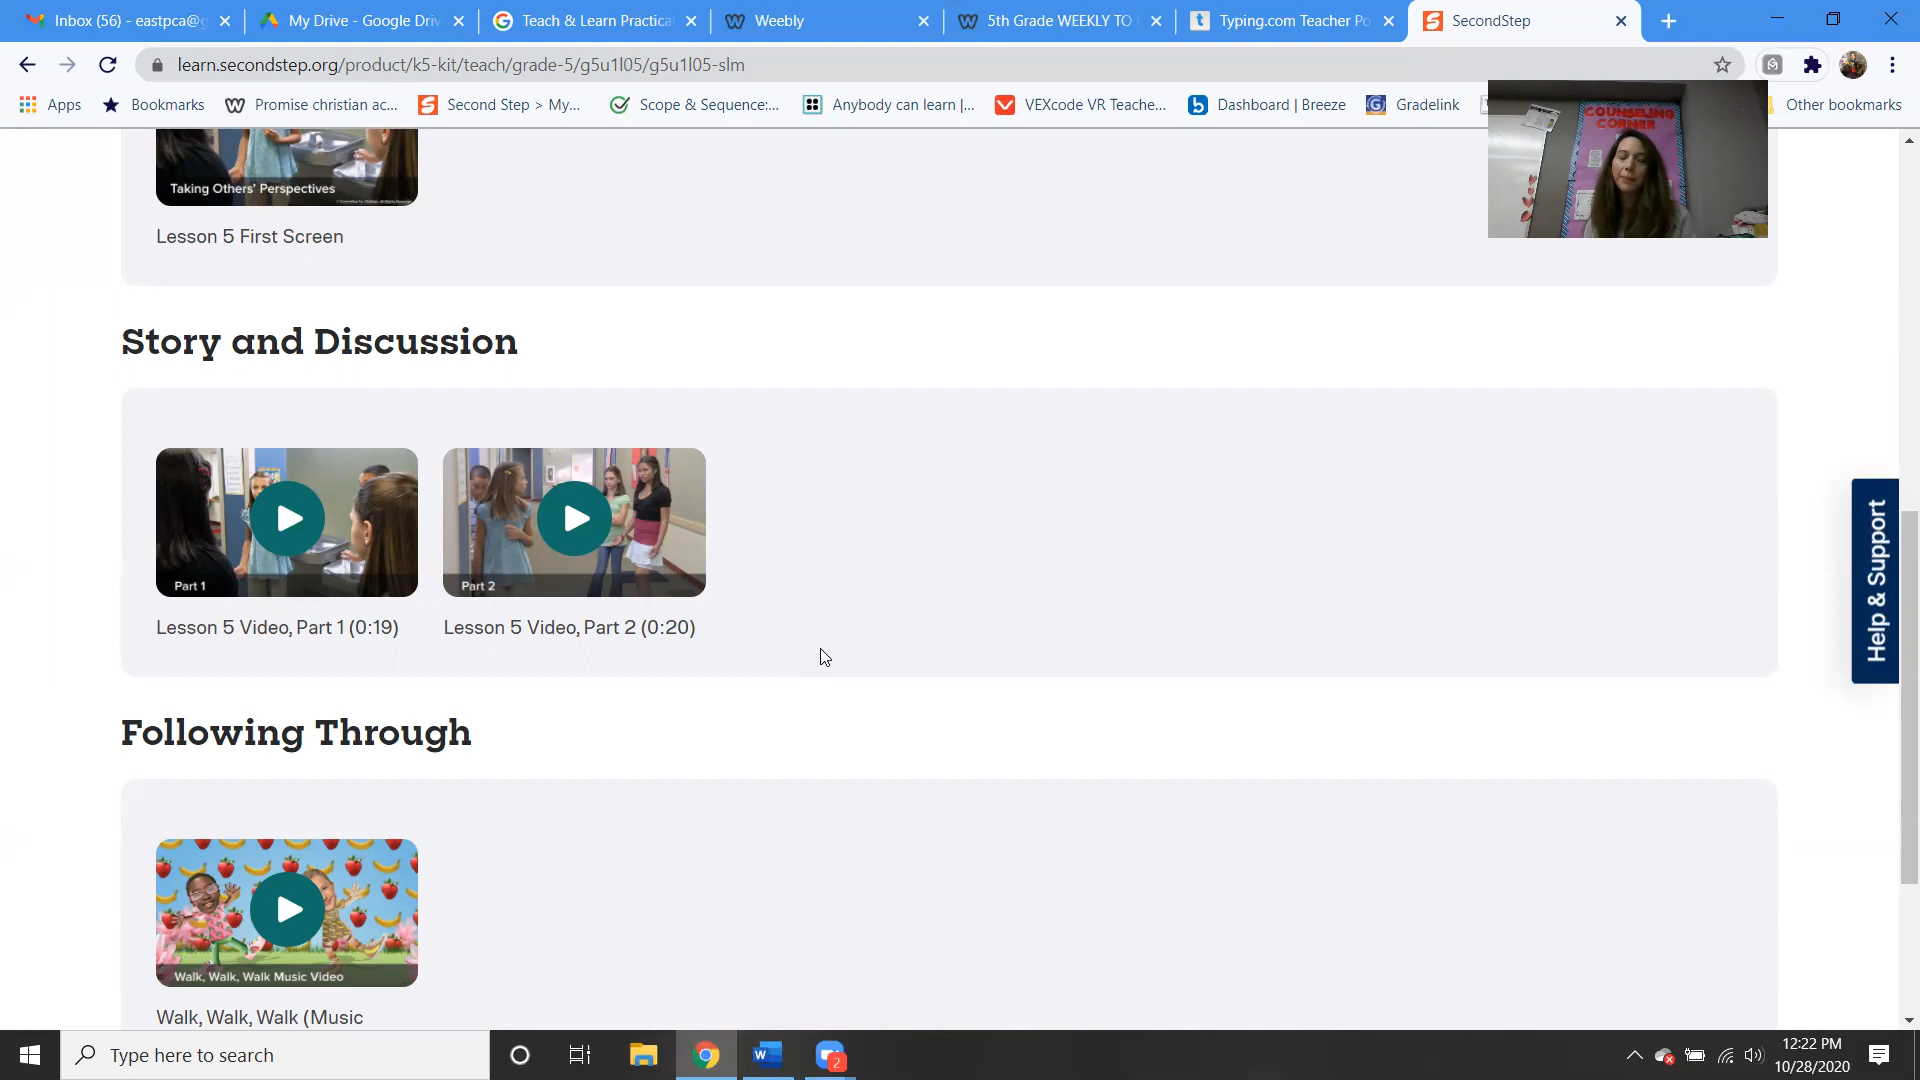 Inbox (56) - eastpca@g
My Drive - Google Driv
Teach & Learn Practica
Weebly
5th Grade WEEKLY TO
Typing.com Teacher Po
SecondStep
learn.secondstep.org/product/k5-kit/teach/grade-5/g5u1l05/g5u1l05-slm
Apps
Bookmarks
Promise christian ac...
Second Step > My...
Scope & Sequence:...
Anybody can learn |...
VEXcode VR Teache...
Dashboard | Breeze
Gradelink
Other bookmarks
COUNSELING
CORNER
Taking Others' Perspectives
Lesson 5 First Screen
Story and Discussion
Part 1
Part 2
Lesson 5 Video, Part 1 (0:19)
Lesson 5 Video, Part 2 (0:20)
Help & Support
Following Through
Walk, Walk, Walk Music Video
Walk, Walk, Walk (Music
Type here to search
2
12:22 PM
10/28/2020